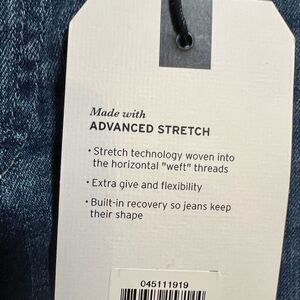 Made with
ADVANCED STRETCH
• Stretch technology woven into
the horizontal "weft" threads
• Extra give and flexibility
• Built-in recovery so jeans keep
their shape
045111919